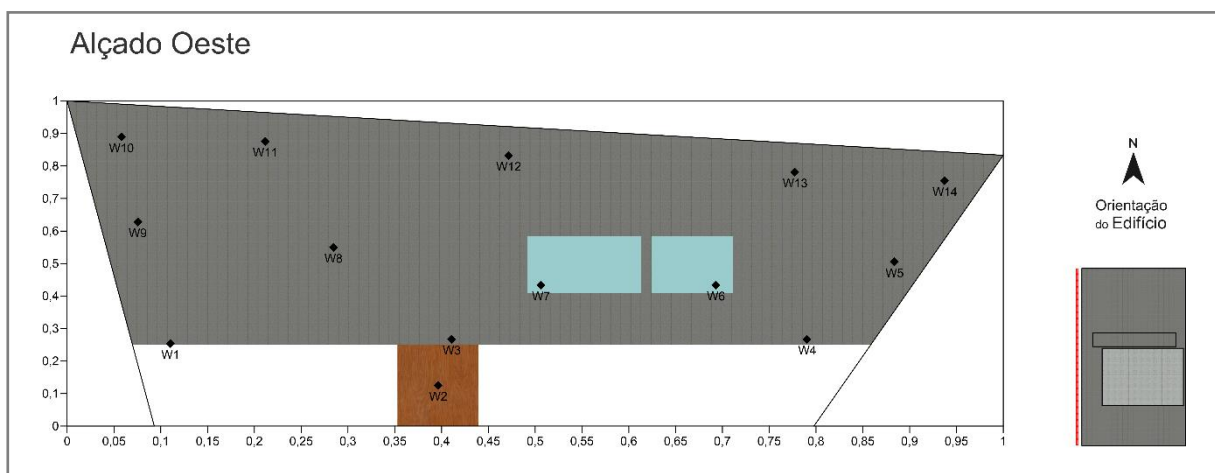 Alçado Oeste
1
0,9
W10
W11
0,8
W12
W13
W14
0,7
0,6
W9
W8
0,5
W5
0,4
W7
W6
0,3
W1
W3
W4
0,2
0,1
W2
0
0 0,05 0,1 0,15 0,2 0,25 0,3 0,35 0,4 0,45 0,5 0,55 0,6 0,65 0,7 0,75 0,8 0,85 0,9 0,95 1
N
Orientação
do Edifício